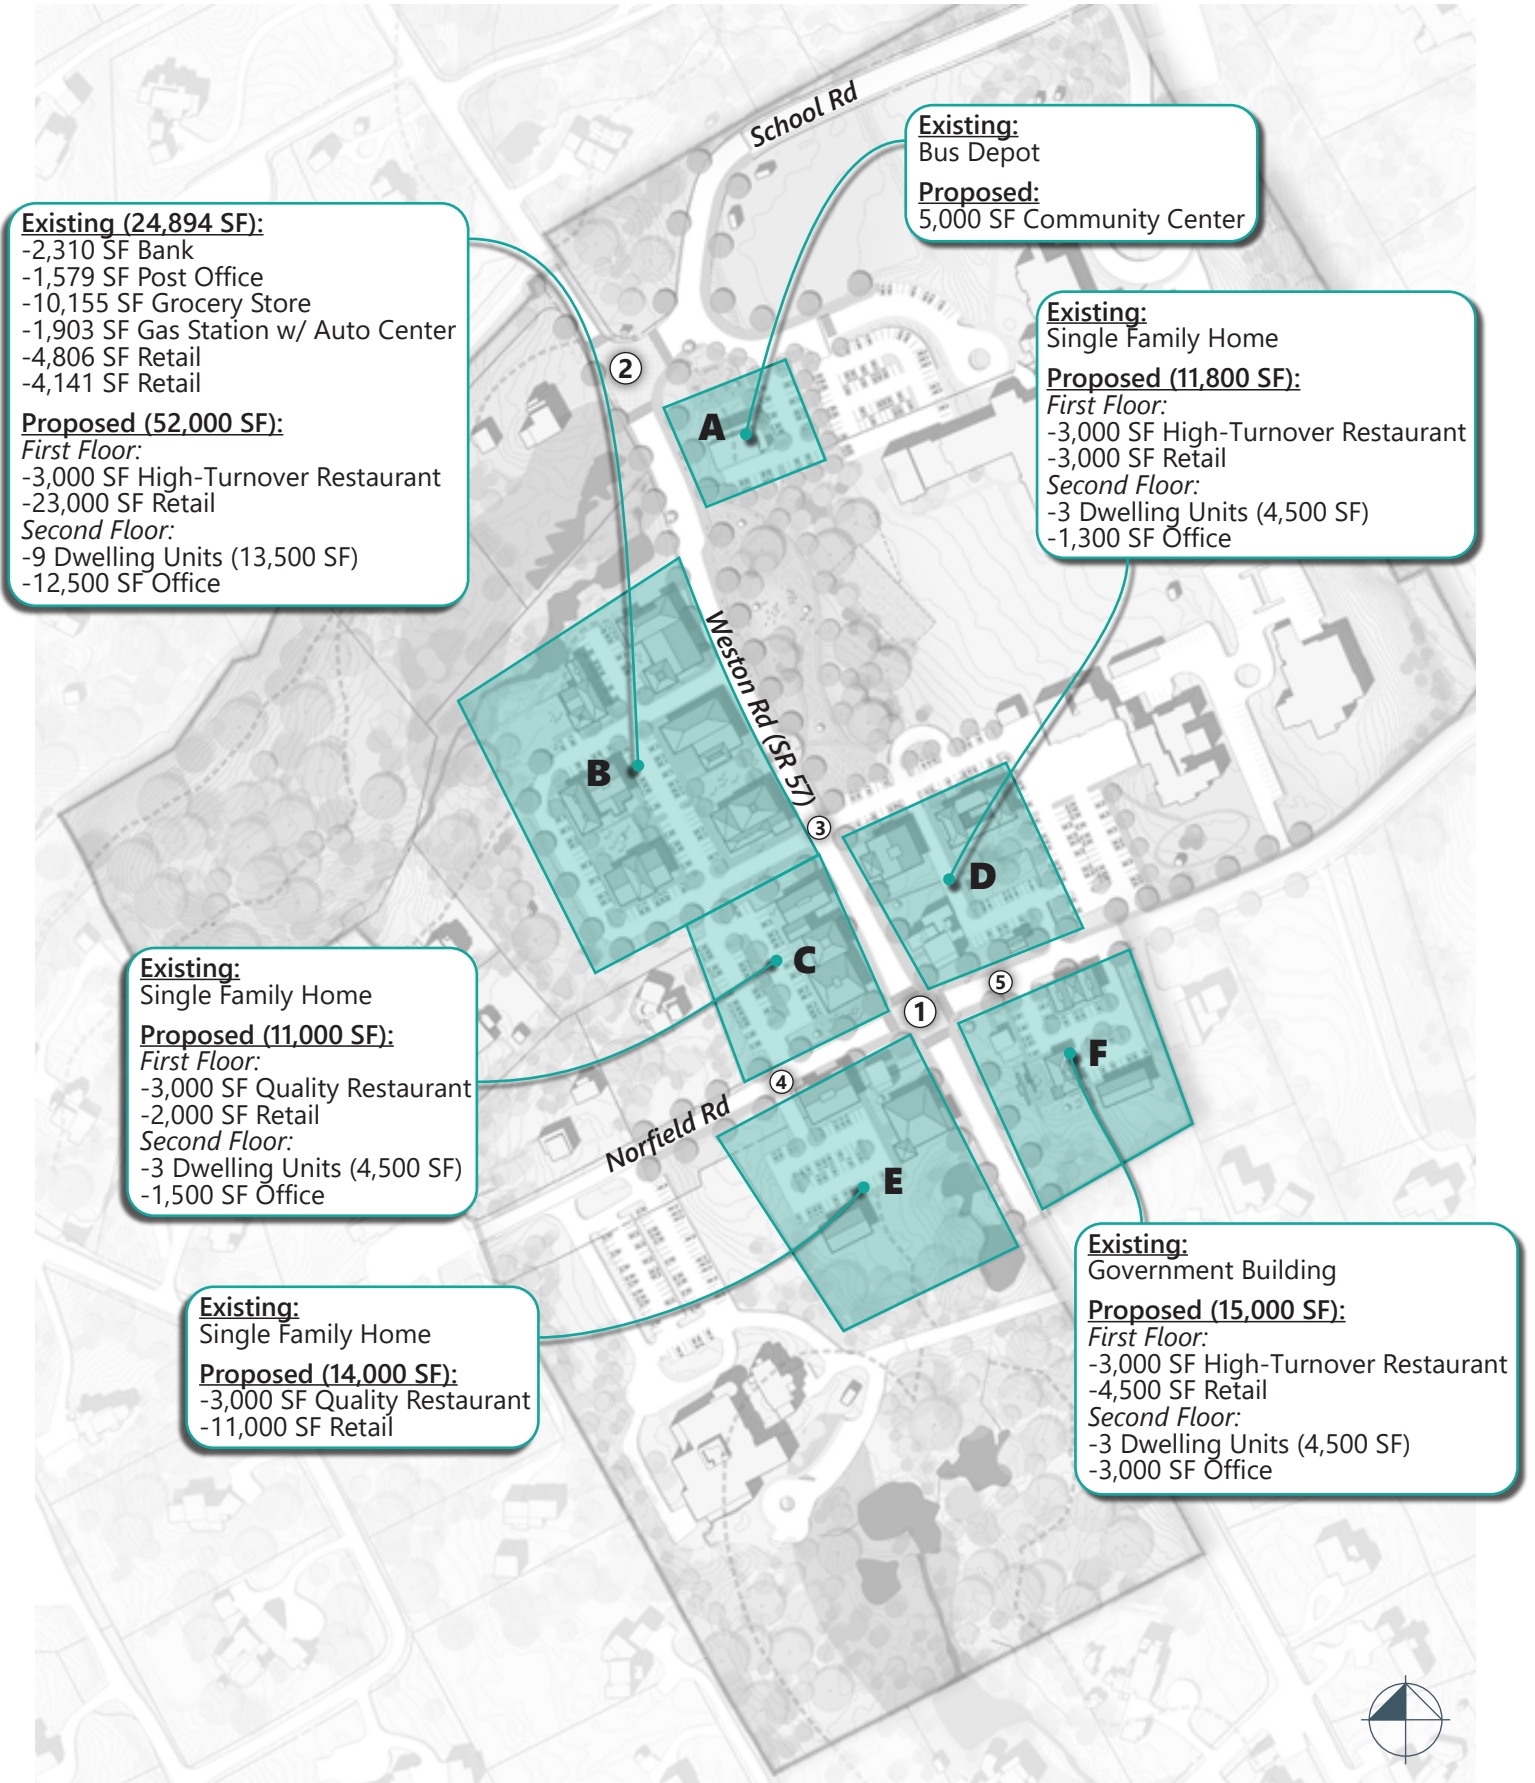 School Rd
Existing:
Bus Depot
Proposed:
5,000 SF Community Center
Existing (24,894 SF):
-2,310 SF Bank
-1,579 SF Post Office
-10,155 SF Grocery Store
-1,903 SF Gas Station w/ Auto Center
-4,806 SF Retail
-4,141 SF Retail
Proposed (52,000 SF):
First Floor:
-3,000 SF High-Turnover Restaurant
-23,000 SF Retail
Second Floor:
-9 Dwelling Units (13,500 SF)
-12,500 SF Office
Existing:
Single Family Home
Proposed (11,800 SF):
First Floor:
-3,000 SF High-Turnover Restaurant
-3,000 SF Retail
Second Floor:
-3 Dwelling Units (4,500 SF)
-1,300 SF Office
2
A
Weston Rd (SR 57)
B
3
D
C
5
1
F
4
Norfield Rd
E
Existing:
Single Family Home
Proposed (11,000 SF):
First Floor:
-3,000 SF Quality Restaurant
-2,000 SF Retail
Second Floor:
-3 Dwelling Units (4,500 SF)
-1,500 SF Office
Existing:
Single Family Home
Proposed (14,000 SF):
-3,000 SF Quality Restaurant
-11,000 SF Retail
Existing:
Government Building
Proposed (15,000 SF):
First Floor:
-3,000 SF High-Turnover Restaurant
-4,500 SF Retail
Second Floor:
-3 Dwelling Units (4,500 SF)
-3,000 SF Office